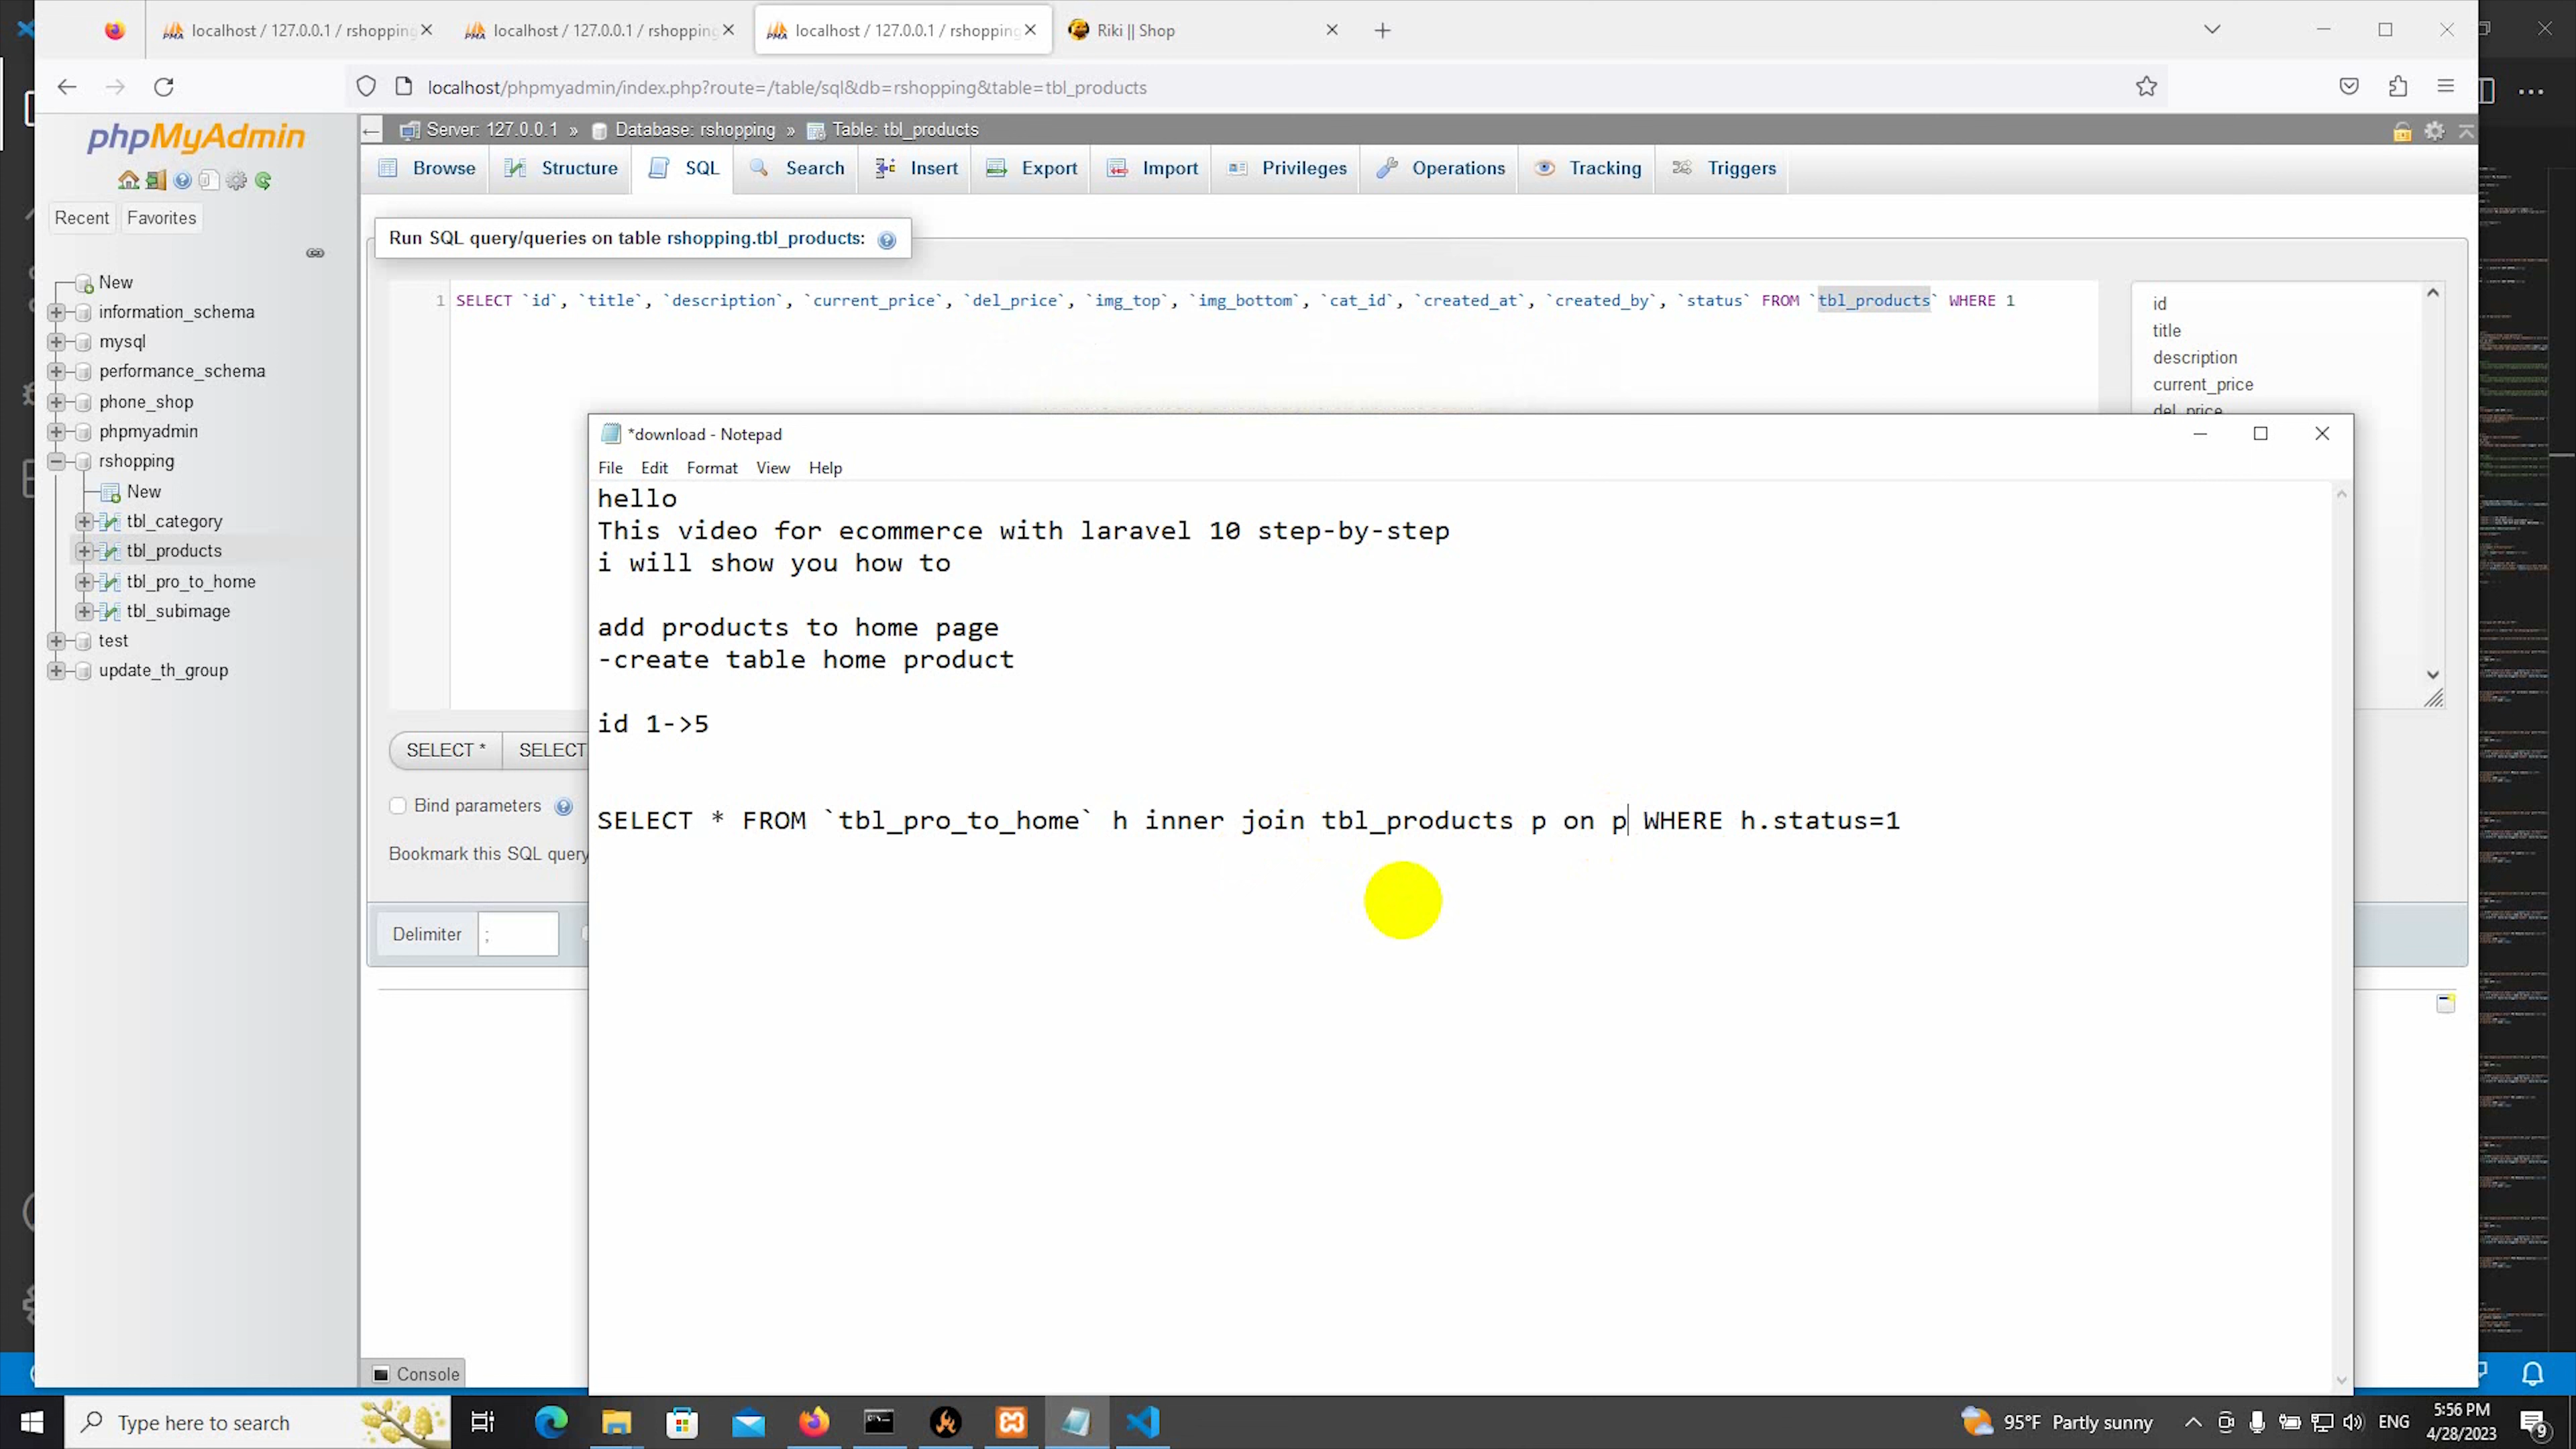 localhost / 127.0.0.1 / rshopping
localhost / 127.0.0.1 / rshopping
localhost / 127.0.0.1 / rshopping
Riki || Shop
localhost/phpmyadmin/index.php?route=/table/sql&db=rshopping&table=tbl_products
phpMyAdmin
Server: 127.0.0.1 » Database: rshopping » Table: tbl_products
Browse Structure SQL Search Insert Export Import Privileges Operations Tracking Triggers
Recent Favorites
Run SQL query/queries on table rshopping.tbl_products:
New
information_schema
mysql
performance_schema
phone_shop
phpmyadmin
rshopping
New
tbl_category
tbl_products
tbl_pro_to_home
tbl_subimage
test
update_th_group
1 SELECT `id`, `title`, `description`, `current_price`, `del_price`, `img_top`, `img_bottom`, `cat_id`, `created_at`, `created_by`, `status` FROM `tbl_products` WHERE 1
id
title
description
current_price
del_price
*download - Notepad
File Edit Format View Help
hello
This video for ecommerce with laravel 10 step-by-step
i will show you how to
add products to home page
-create table home product
id 1->5
SELECT * FROM `tbl_pro_to_home` h inner join tbl_products p on p WHERE h.status=1
SELECT * SELECT
Bind parameters
Bookmark this SQL query
Delimiter ;
Console
Type here to search
95°F Partly sunny
ENG
5:56 PM
4/28/2023
9